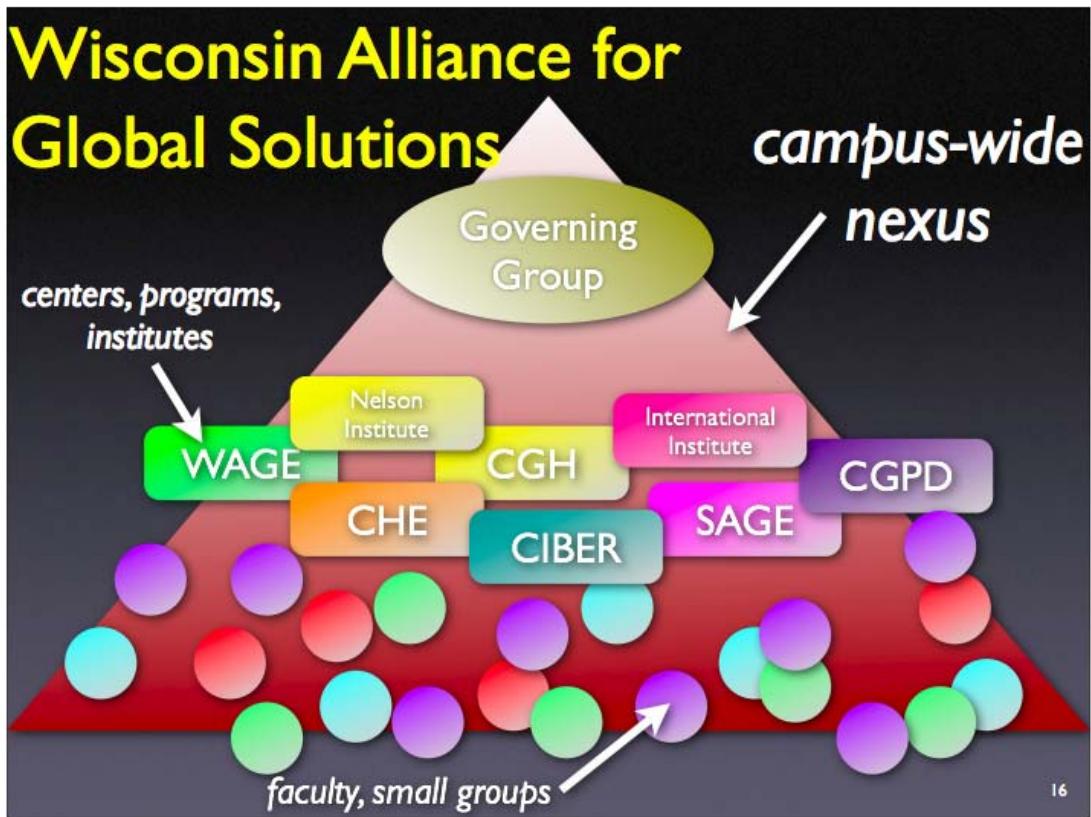 Wisconsin Alliance for
Global Solutions
campus-wide
nexus
Governing
Group
centers, programs,
institutes
Nelson
Institute
International
Institute
WAGE
CGH
CGPD
CHE
CIBER
SAGE
faculty, small groups
16